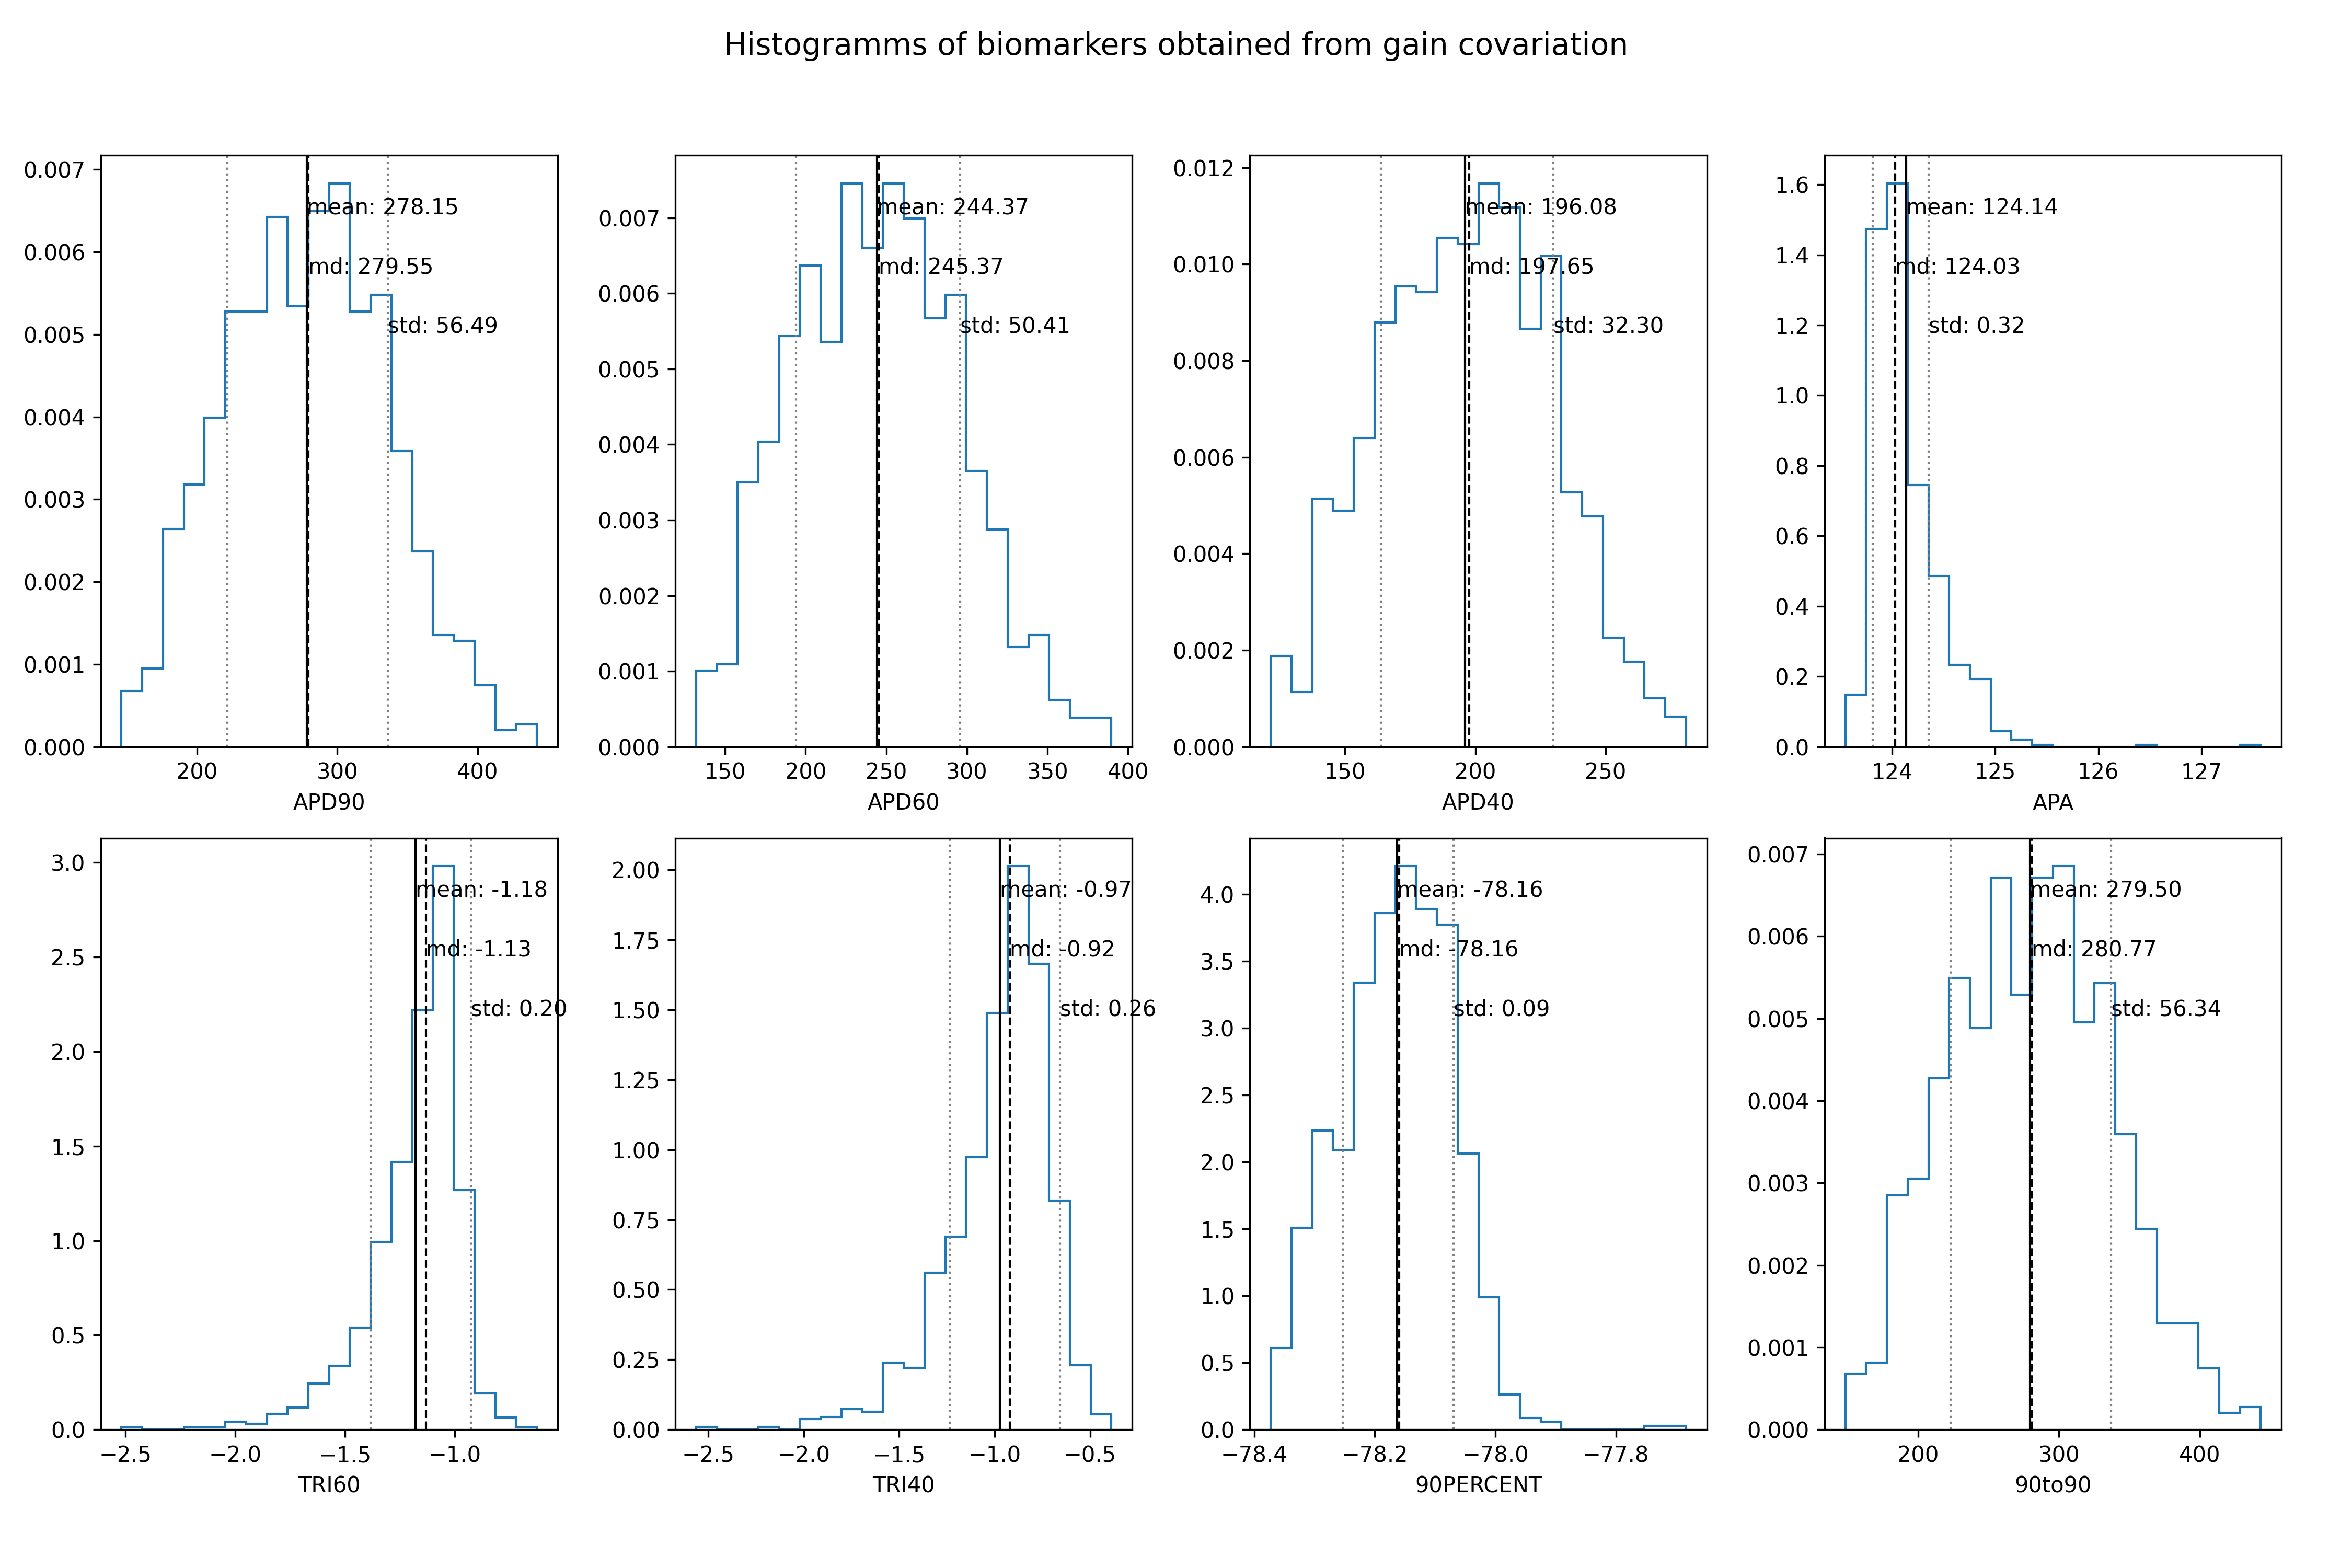 Histogramms of biomarkers obtained from gain covariation
0.007
0.006
0.005
0.004
0.003
0.002
0.001
0.000
mean: 278.15
md: 279.55
std: 56.49
200 300 400
APD90
0.007
0.006
0.005
0.004
0.003
0.002
0.001
0.000
mean: 244.37
md: 245.37
std: 50.41
150 200 250 300 350 400
APD60
0.012
0.010
0.008
0.006
0.004
0.002
0.000
mean: 196.08
md: 197.65
std: 32.30
150 200 250
APD40
1.6
1.4
1.2
1.0
0.8
0.6
0.4
0.2
0.0
mean: 124.14
md: 124.03
std: 0.32
124 125 126 127
APA
3.0
2.5
2.0
1.5
1.0
0.5
0.0
mean: -1.18
md: -1.13
std: 0.20
−2.5 −2.0 −1.5 −1.0
TRI60
2.00
1.75
1.50
1.25
1.00
0.75
0.50
0.25
0.00
mean: -0.97
md: -0.92
std: 0.26
−2.5 −2.0 −1.5 −1.0 −0.5
TRI40
4.0
3.5
3.0
2.5
2.0
1.5
1.0
0.5
0.0
mean: -78.16
md: -78.16
std: 0.09
−78.4 −78.2 −78.0 −77.8
90PERCENT
0.007
0.006
0.005
0.004
0.003
0.002
0.001
0.000
mean: 279.50
md: 280.77
std: 56.34
200 300 400
90to90